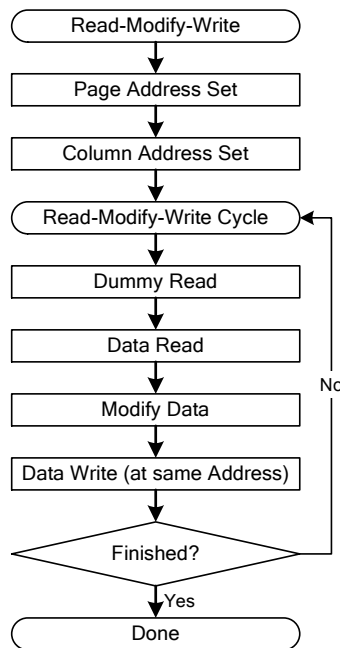 Read-Modify-Write
Page Address Set
Column Address Set
Read-Modify-Write Cycle
Dummy Read
Data Read
No
Modify Data
Data Write (at same Address)
Finished?
Yes
Done